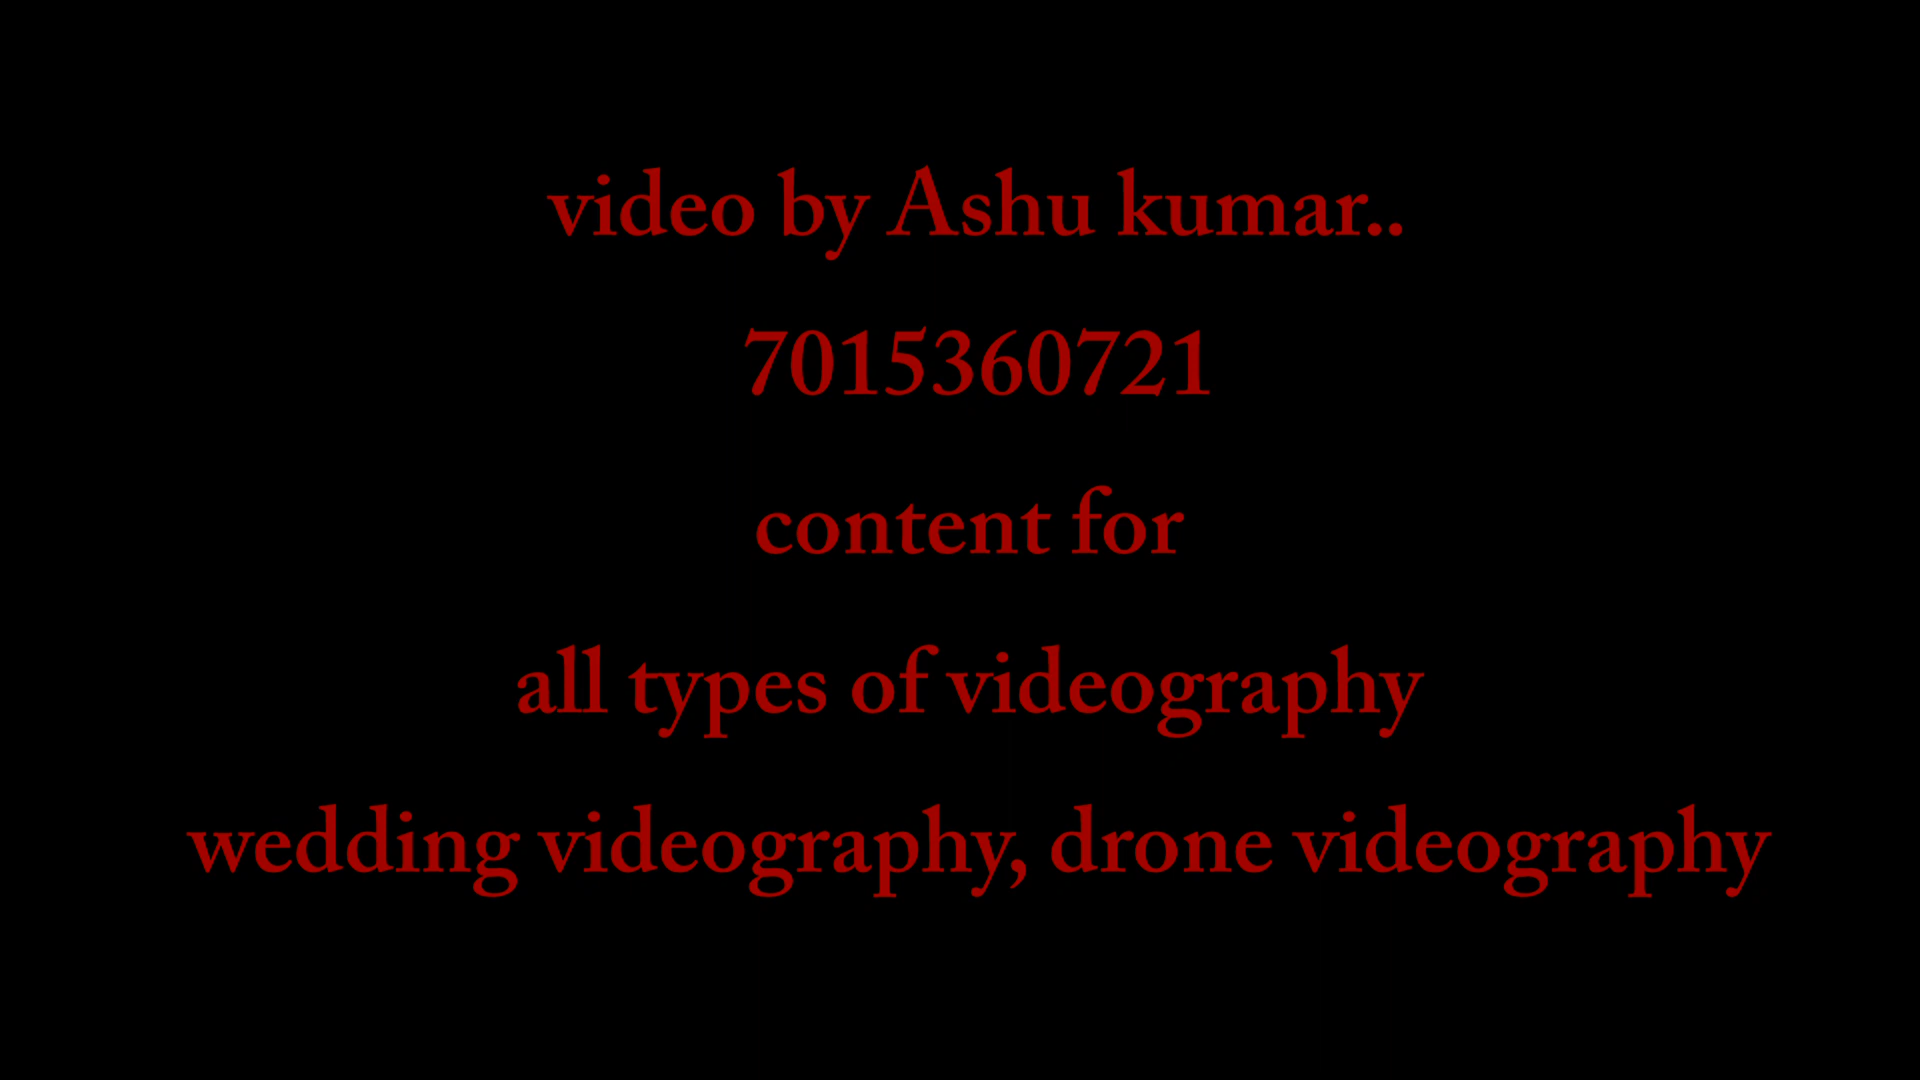 video by Ashu kumar..
7015360721
content for
all types of videography
wedding videography, drone videography